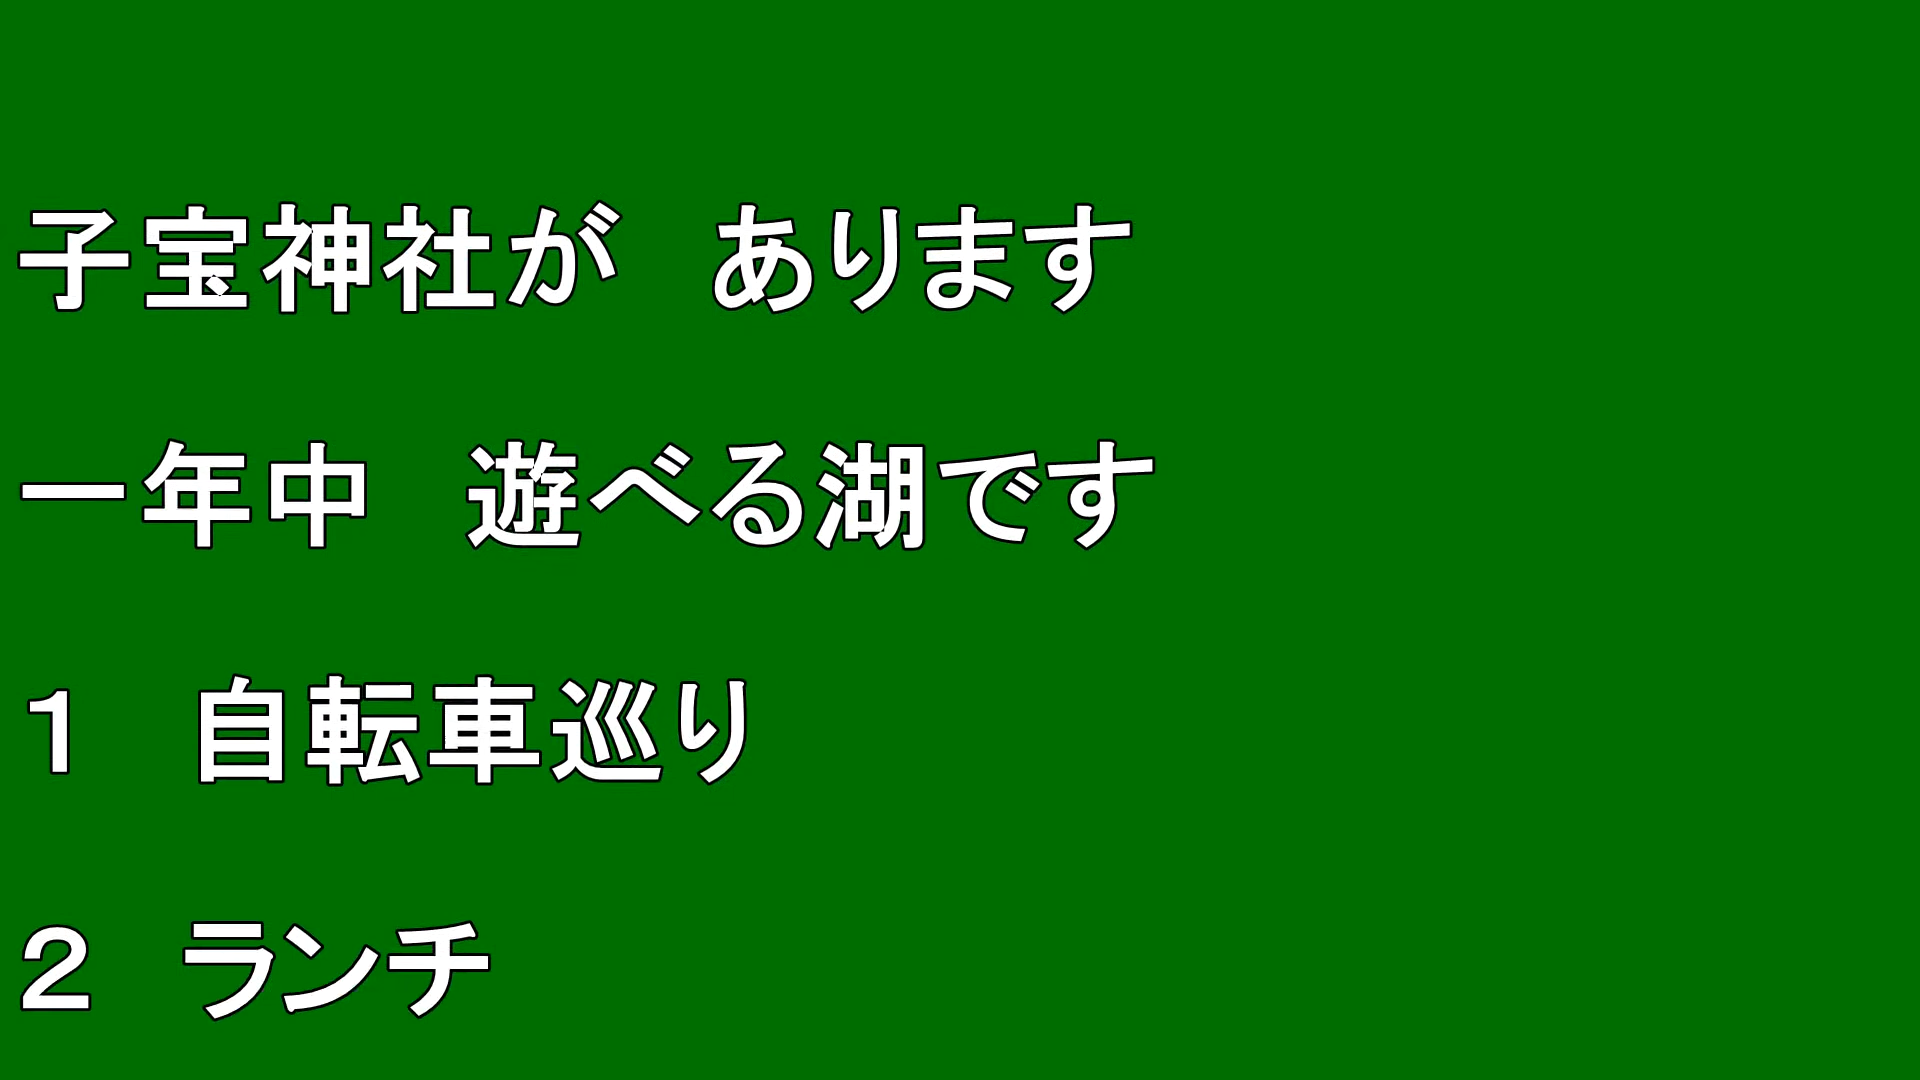 子宝神社が　あります
一年中　遊べる湖です
１　自転車巡り
２　ランチ